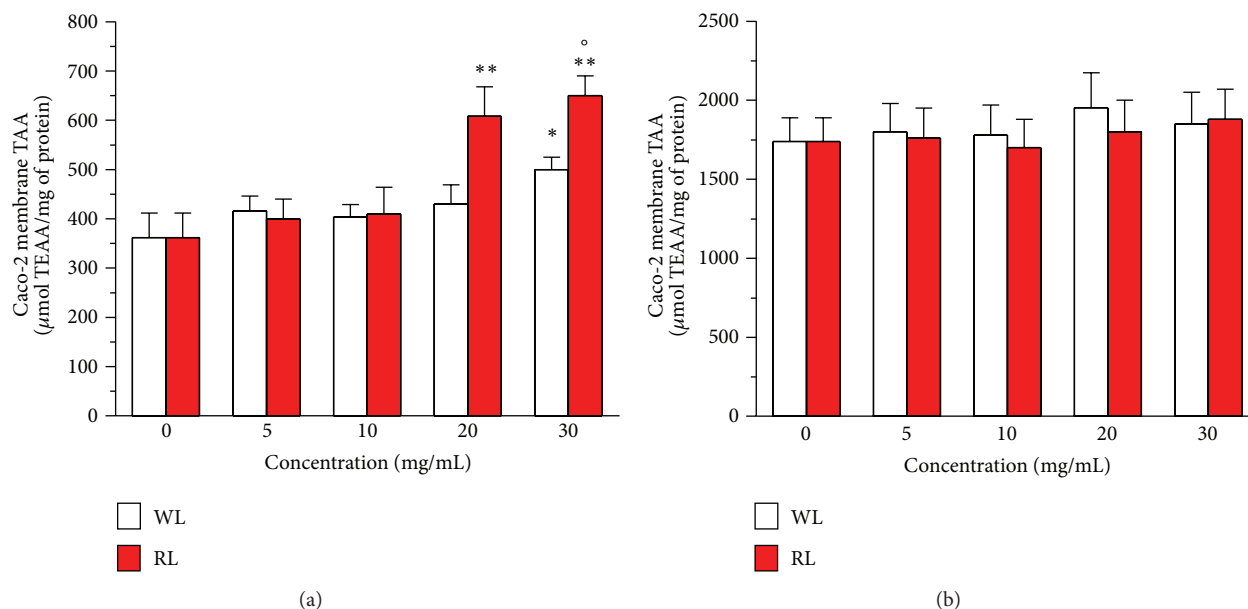 800
700
600
500
400
300
200
100
0
Caco-2 membrane TAA
(μmol TEAA/mg of protein)
**
°
**
*
0 5 10 20 30
Concentration (mg/mL)
WL
RL
(a)
2500
2000
1500
1000
500
0
Caco-2 membrane TAA
(μmol TEAA/mg of protein)
0 5 10 20 30
Concentration (mg/mL)
WL
RL
(b)